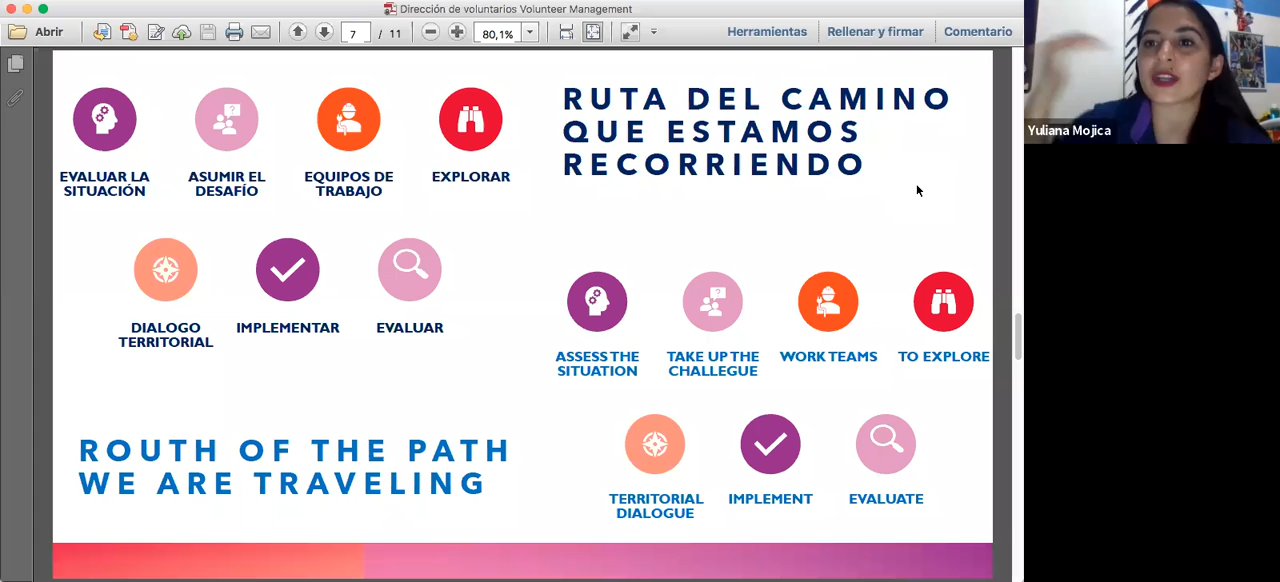 Dirección de voluntarios Volunteer Management
Abrir
7 / 11
80,1%
Herramientas
Rellenar y firmar
Comentario
Yuliana Mojica
RUTA DEL CAMINO
QUE ESTAMOS
RECORRIENDO
EVALUAR LA
SITUACIÓN
ASUMIR EL
DESAFÍO
EQUIPOS DE
TRABAJO
EXPLORAR
DIALOGO
TERRITORIAL
IMPLEMENTAR
EVALUAR
ROUTH OF THE PATH
WE ARE TRAVELING
ASSESS THE
SITUATION
TAKE UP THE
CHALLEGUE
WORK TEAMS
TO EXPLORE
TERRITORIAL
DIALOGUE
IMPLEMENT
EVALUATE